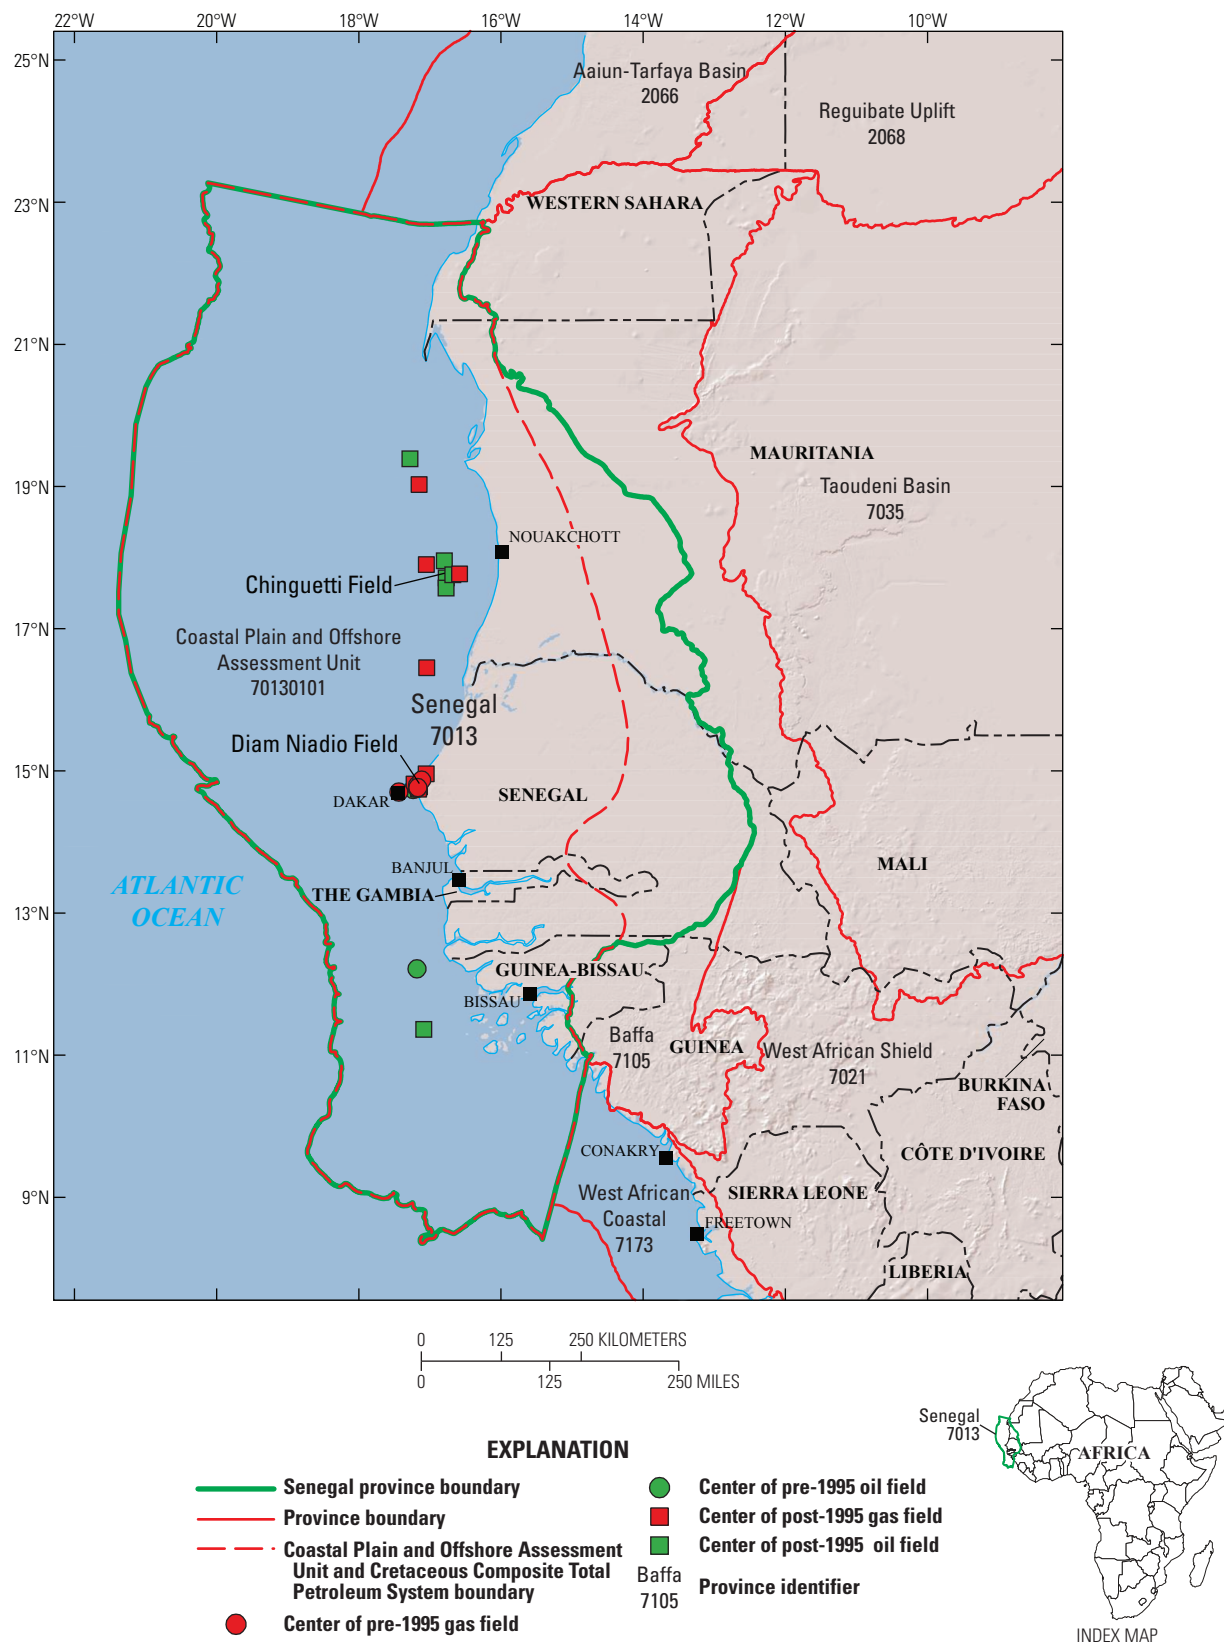 22°W
20°W
18°W
16°W
14°W
12°W
10°W
25°N
23°N
21°N
19°N
17°N
15°N
13°N
11°N
9°N
Aaiun-Tarfaya Basin
2066
Reguibate Uplift
2068
WESTERN SAHARA
MAURITANIA
Taoudeni Basin
7035
NOUAKCHOTT
Chinguetti Field
Coastal Plain and Offshore
Assessment Unit
70130101
Senegal
7013
Diam Niadio Field
DAKAR
SENEGAL
MALI
BANJUL
THE GAMBIA
ATLANTIC
OCEAN
GUINEA-BISSAU
BISSAU
Baffa
7105
GUINEA
West African Shield
7021
BURKINA
FASO
CONAKRY
CÔTE D'IVOIRE
West African
Coastal
7173
SIERRA LEONE
FREETOWN
LIBERIA
0 125 250 KILOMETERS
0 125 250 MILES
EXPLANATION
Senegal province boundary
Province boundary
Coastal Plain and Offshore Assessment
Unit and Cretaceous Composite Total
Petroleum System boundary
Center of pre-1995 gas field
Center of pre-1995 oil field
Center of post-1995 gas field
Center of post-1995 oil field
Baffa
7105
Province identifier
Senegal
7013
AFRICA
INDEX MAP